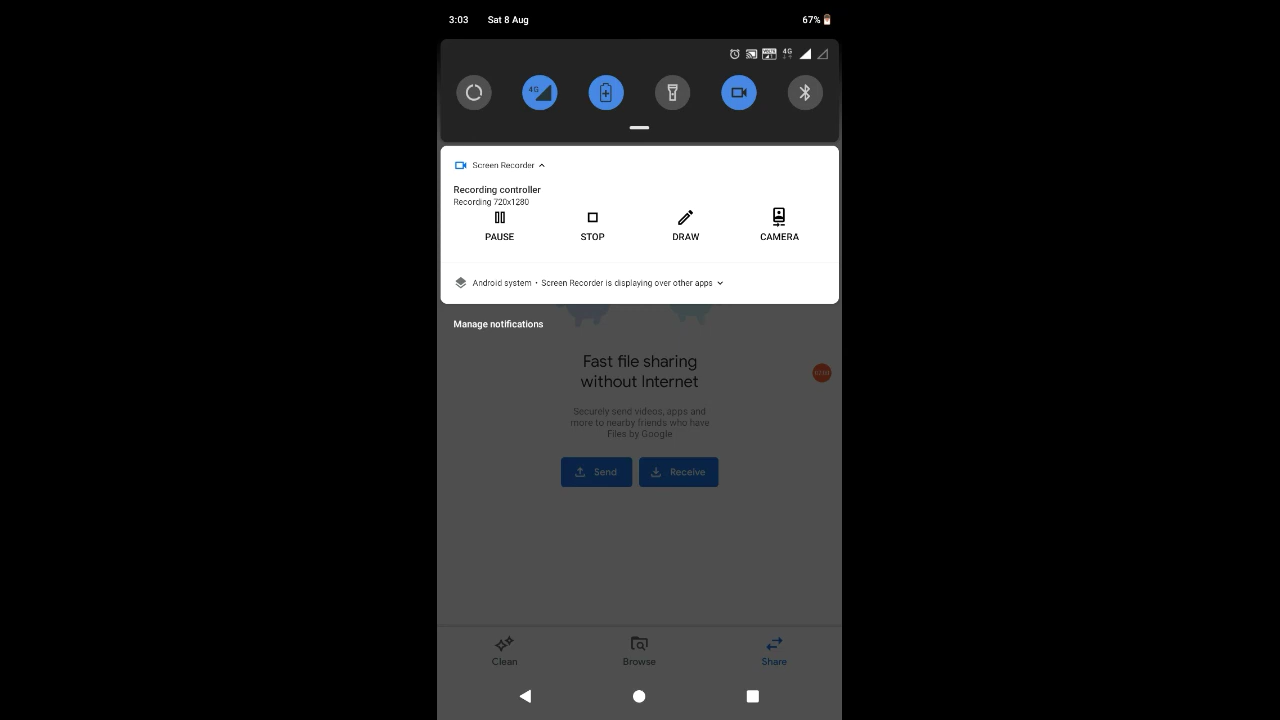 3:03 Sat 8 Aug 67%
4G
4G
Screen Recorder
Recording controller
Recording 720x1280
PAUSE STOP DRAW CAMERA
Android system • Screen Recorder is displaying over other apps
Manage notifications
Fast file sharing
without Internet
Securely send videos, apps and
more to nearby friends who have
Files by Google
Send Receive
Clean Browse Share